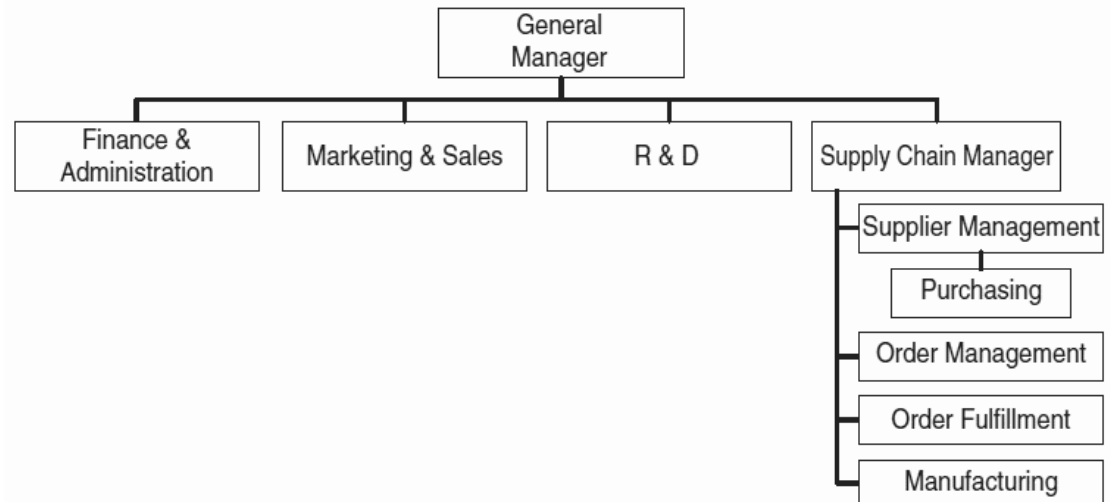 General
Manager
Finance &
Administration
Marketing & Sales
R & D
Supply Chain Manager
Supplier Management
Purchasing
Order Management
Order Fulfillment
Manufacturing